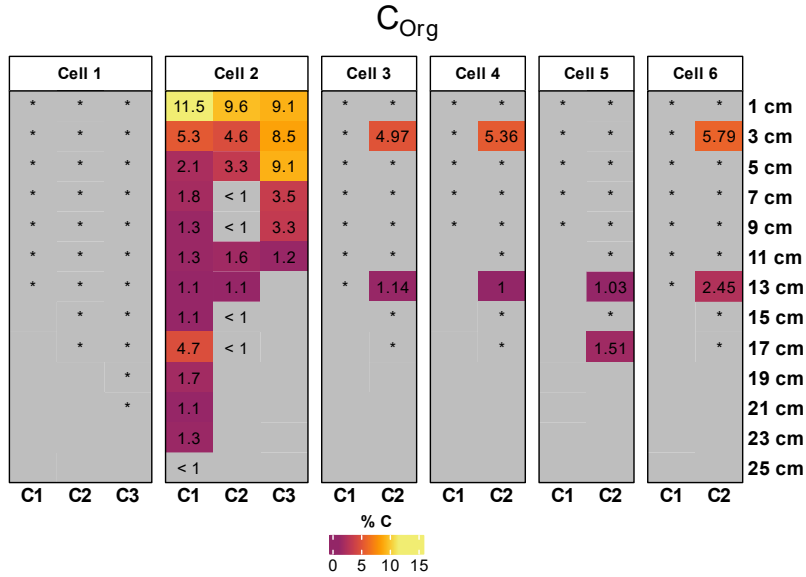 C_Org
Cell 1 Cell 2 Cell 3 Cell 4 Cell 5 Cell 6
* * * 11.5 9.6 9.1 * * * * * * * * 1 cm
* * * 5.3 4.6 8.5 * 4.97 * 5.36 * * * 5.79 3 cm
* * * 2.1 3.3 9.1 * * * * * * * * 5 cm
* * * 1.8 < 1 3.5 * * * * * * * * 7 cm
* * * 1.3 < 1 3.3 * * * * * * * * 9 cm
* * * 1.3 1.6 1.2 * * * * * * 11 cm
* * * 1.1 1.1 * 1.14 1 1.03 * 2.45 13 cm
* * 1.1 < 1 * * * * 15 cm
* * 4.7 < 1 * * 1.51 * 17 cm
* 1.7 19 cm
* 1.1 21 cm
1.3 23 cm
< 1 25 cm
C1 C2 C3 C1 C2 C3 C1 C2 C1 C2 C1 C2 C1 C2
% C
0 5 10 15